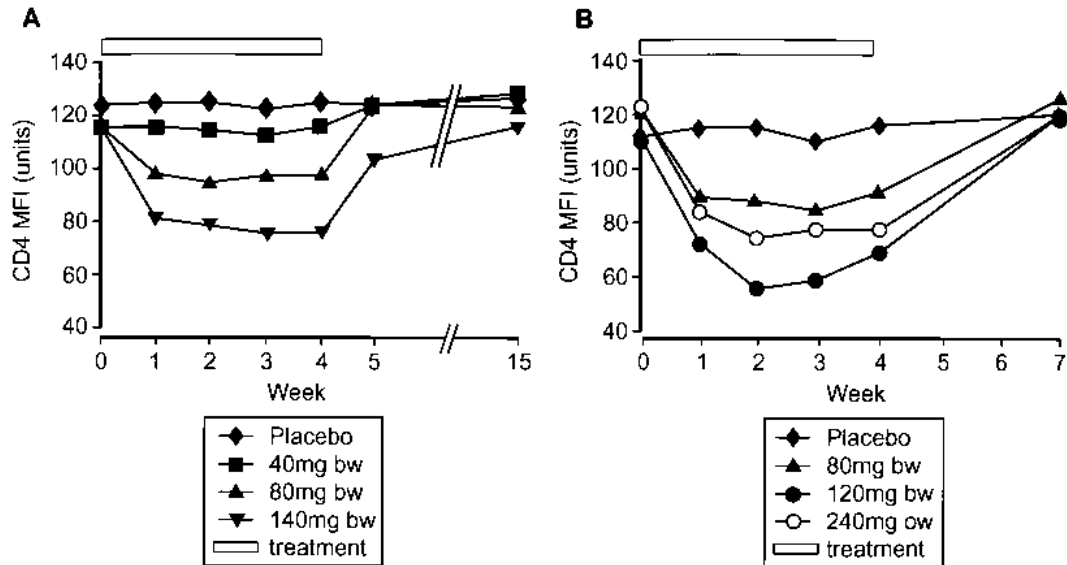 A
140
120
100
80
60
40
CD4 MFI (units)
0 1 2 3 4 5 15
Week
Placebo
40mg bw
80mg bw
140mg bw
treatment
B
140
120
100
80
60
40
CD4 MFI (units)
0 1 2 3 4 5 6 7
Week
Placebo
80mg bw
120mg bw
240mg ow
treatment